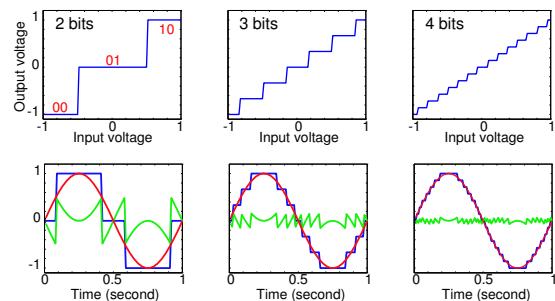 2 bits 3 bits 4 bits
Output voltage
1
0
-1
00 01 10
-1 0 1 -1 0 1 -1 0 1
Input voltage Input voltage Input voltage
1
0
-1
0 0.5 1 0 0.5 1 0 0.5 1
Time (second) Time (second) Time (second)